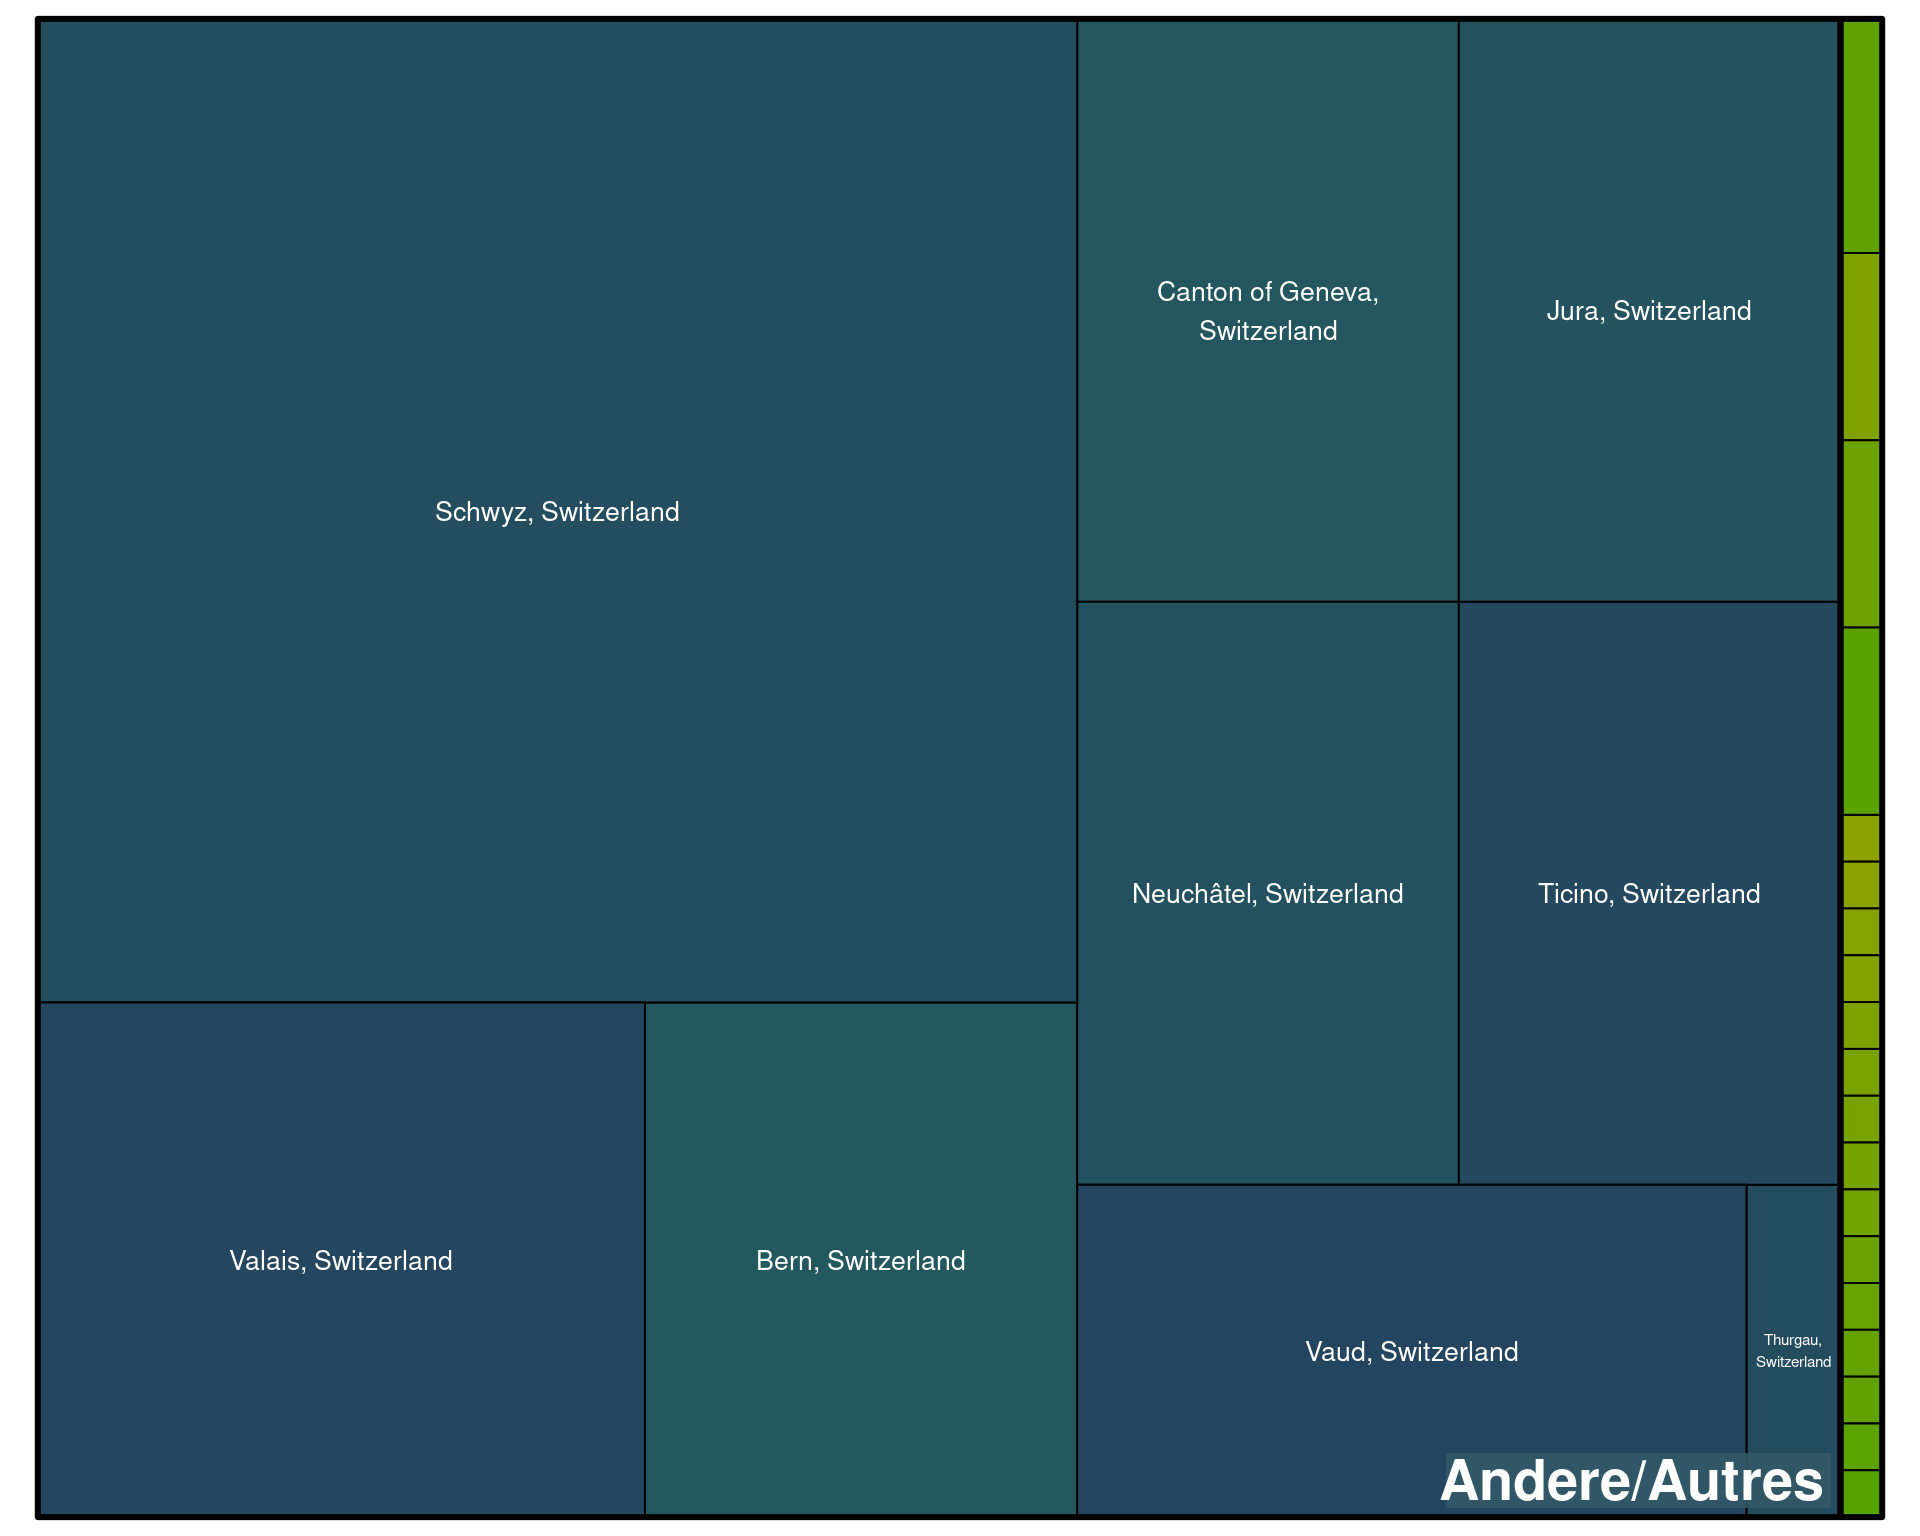 Schwyz, Switzerland
Canton of Geneva,
Switzerland
Jura, Switzerland
Neuchâtel, Switzerland
Ticino, Switzerland
Valais, Switzerland
Bern, Switzerland
Vaud, Switzerland
Thurgau,
Switzerland
Andere/Autres